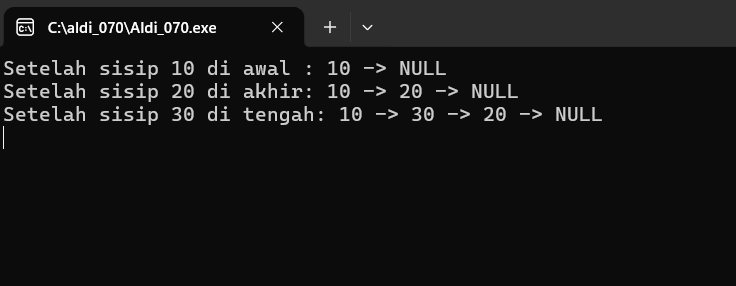 C:\aldi_070\Aldi_070.exe
Setelah sisip 10 di awal : 10 -> NULL
Setelah sisip 20 di akhir: 10 -> 20 -> NULL
Setelah sisip 30 di tengah: 10 -> 30 -> 20 -> NULL